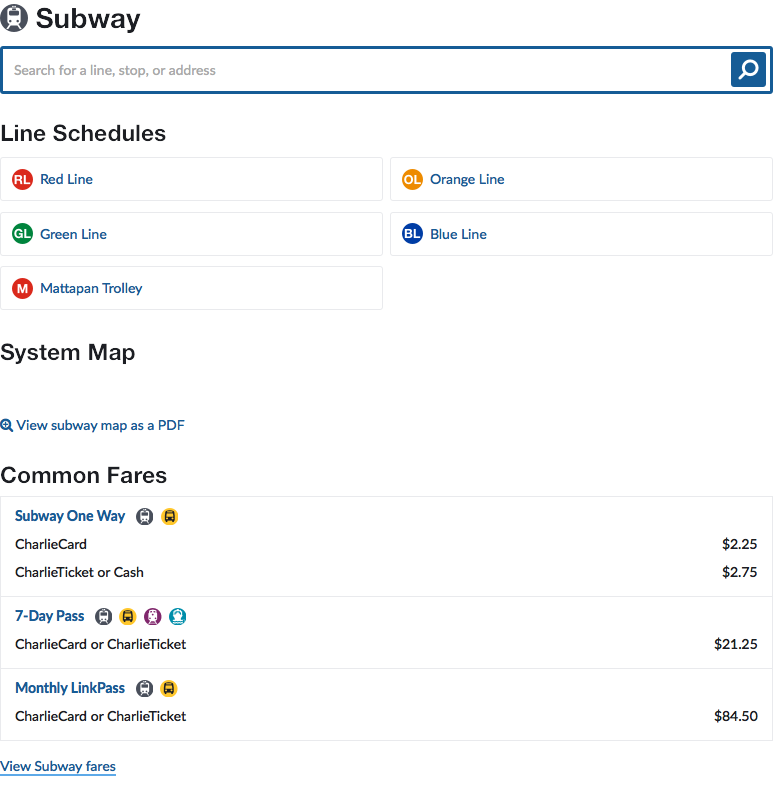 Subway
Search for a line, stop, or address
Line Schedules
RL Red Line
OL Orange Line
GL Green Line
BL Blue Line
M Mattapan Trolley
System Map
View subway map as a PDF
Common Fares
Subway One Way
CharlieCard $2.25
CharlieTicket or Cash $2.75
7-Day Pass
CharlieCard or CharlieTicket $21.25
Monthly LinkPass
CharlieCard or CharlieTicket $84.50
View Subway fares